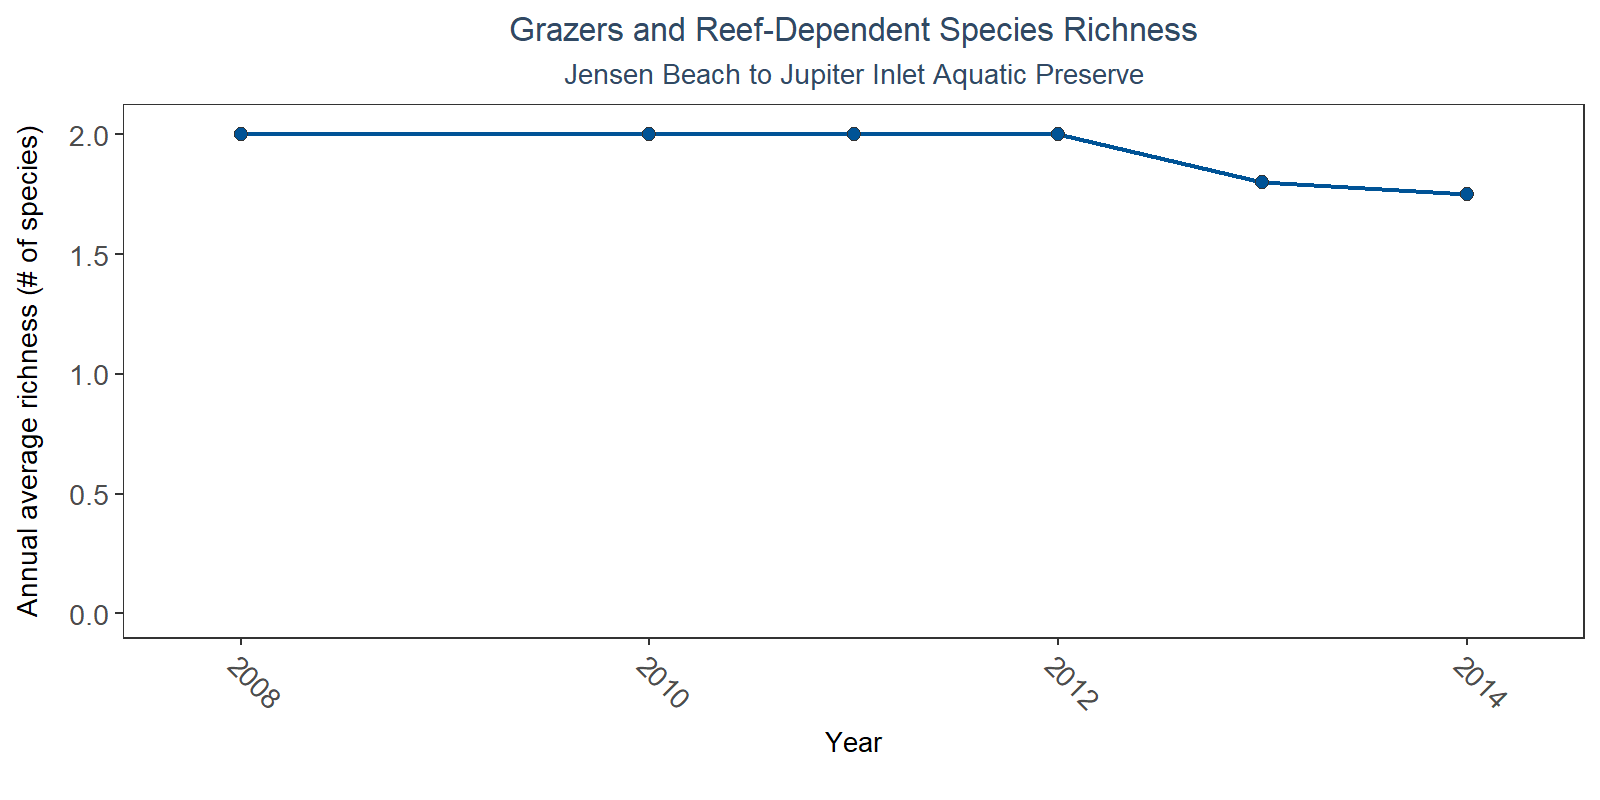 Grazers and Reef-Dependent Species Richness
Jensen Beach to Jupiter Inlet Aquatic Preserve
Annual average richness (# of species)
2.0
1.5
1.0
0.5
0.0
2008
2010
2012
2014
Year